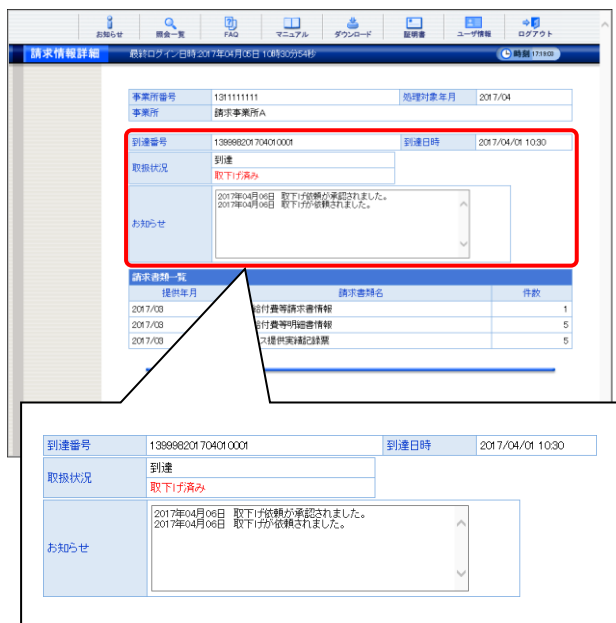 お知らせ 照会一覧 FAQ マニュアル ダウンロード 証明書 ユーザ情報 ログアウト
請求情報詳細 最終ログイン日時:2017年04月05日 10時30分54秒 時刻 17:19:03
事業所番号 1311111111 処理対象年月 2017/04
事業所 請求事業所A
到達番号 13999820170401​0001 到達日時 2017/04/01 10:30
取扱状況 到達
取下げ済み
お知らせ
2017年04月06日 取下げ依頼が承認されました。
2017年04月06日 取下げが依頼されました。
請求書類一覧
提供年月 請求書類名 件数
2017/03 給付費等請求書情報 1
2017/03 給付費等明細書情報 5
2017/03 ス提供実績記録票 5
到達番号 139998201704010001 到達日時 2017/04/01 10:30
取扱状況 到達
取下げ済み
お知らせ
2017年04月06日 取下げ依頼が承認されました。
2017年04月06日 取下げが依頼されました。